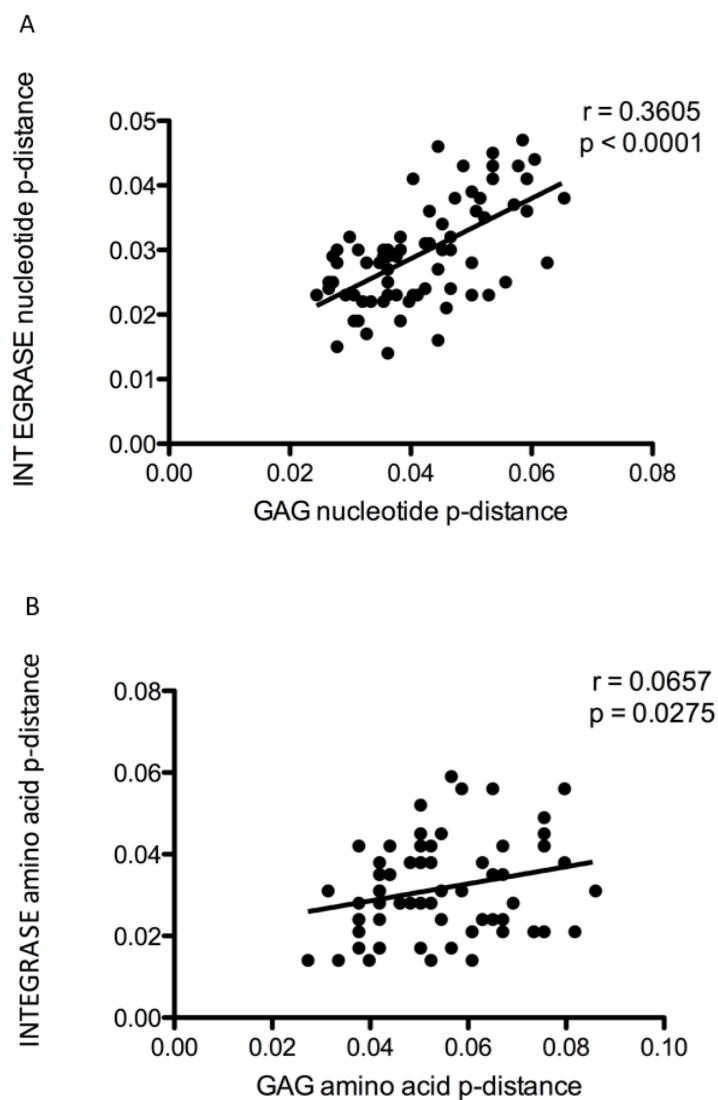 A
INT EGRASE nucleotide p-distance
r = 0.3605
p < 0.0001
0.05
0.04
0.03
0.02
0.01
0.00
0.00 0.02 0.04 0.06 0.08
GAG nucleotide p-distance
B
INTEGRASE amino acid p-distance
r = 0.0657
p = 0.0275
0.08
0.06
0.04
0.02
0.00
0.00 0.02 0.04 0.06 0.08 0.10
GAG amino acid p-distance